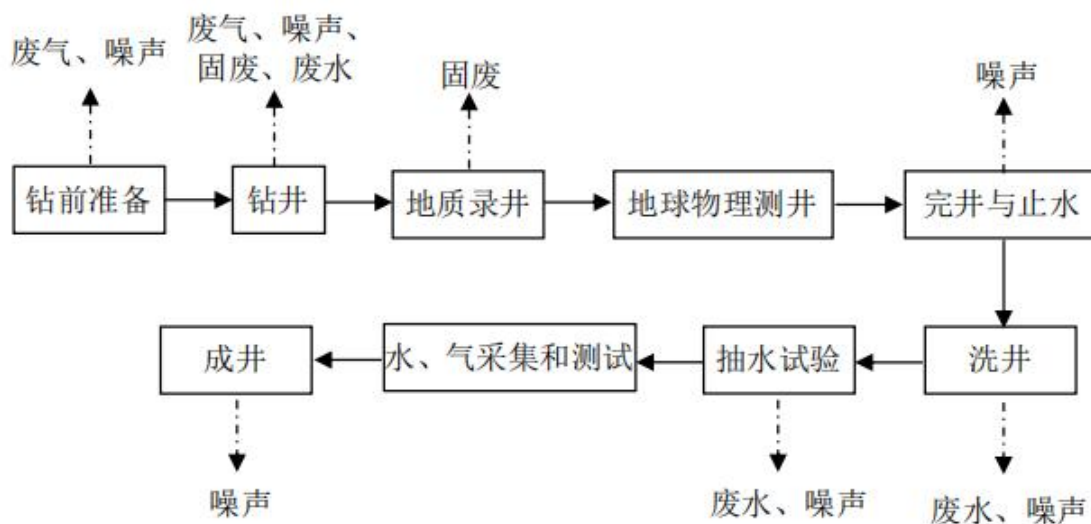 废气、噪声
废气、噪声、
固废、废水
固废
噪声
钻前准备
钻井
地质录井
地球物理测井
完井与止水
成井
水、气采集和测试
抽水试验
洗井
噪声
废水、噪声
废水、噪声